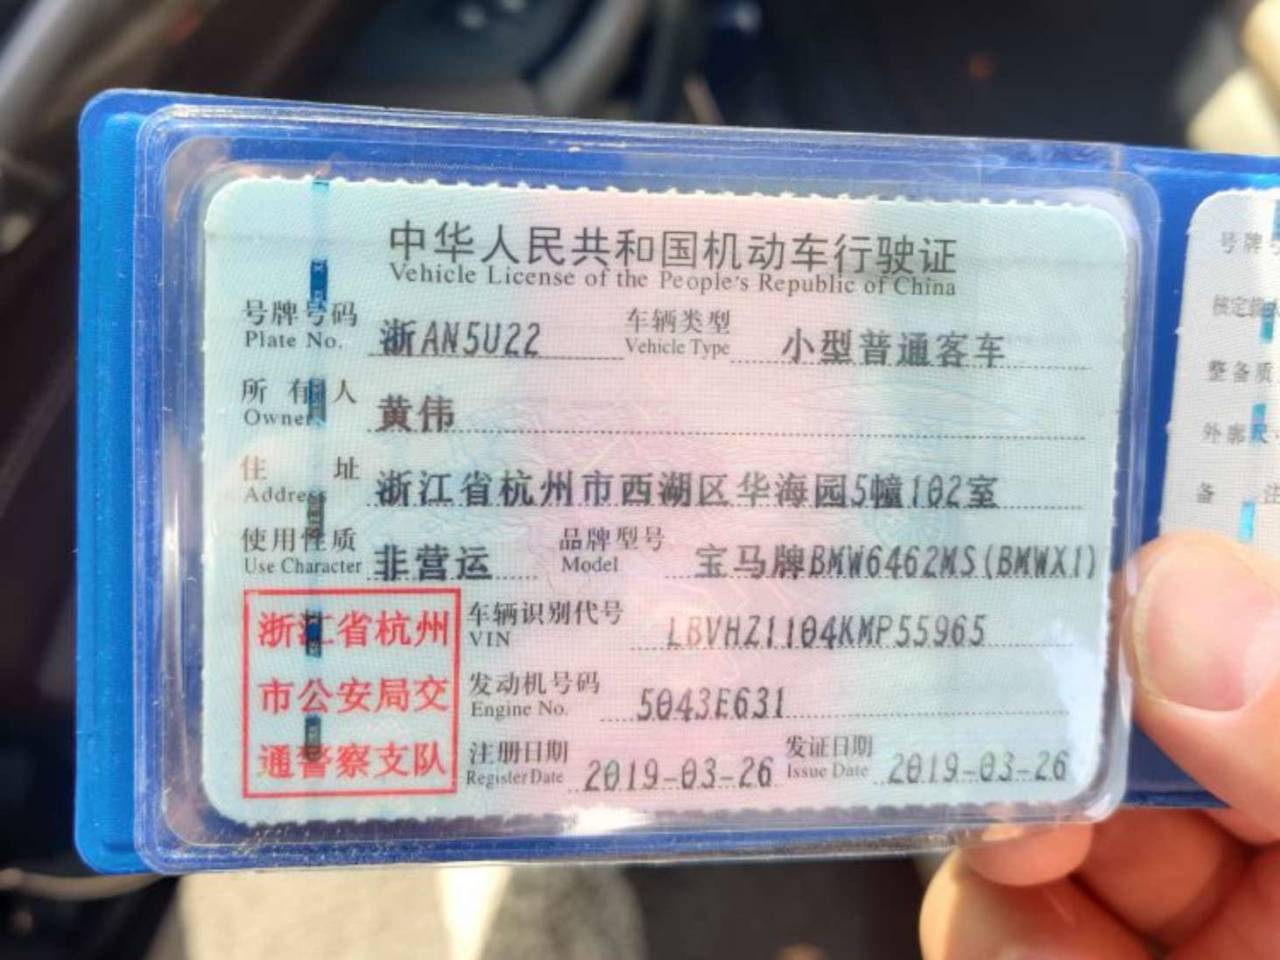 中华人民共和国机动车行驶证
Vehicle License of the People's Republic of China
号牌号码 浙AN5U22 车辆类型 小型普通客车
Plate No. Vehicle Type
所有人 黄伟
Owner
住址 浙江省杭州市西湖区华海园5幢102室
Address
使用性质 非营运 品牌型号 宝马牌BMW6462MS(BMWX1)
Use Character Model
浙江省杭州
市公安局交
通警察支队
车辆识别代号 LBVHZ1104KMP55965
VIN
发动机号码 5043E631
Engine No.
注册日期 2019-03-26 发证日期 2019-03-26
Register Date Issue Date
号牌
核定载
整备质
外廓尺
备注